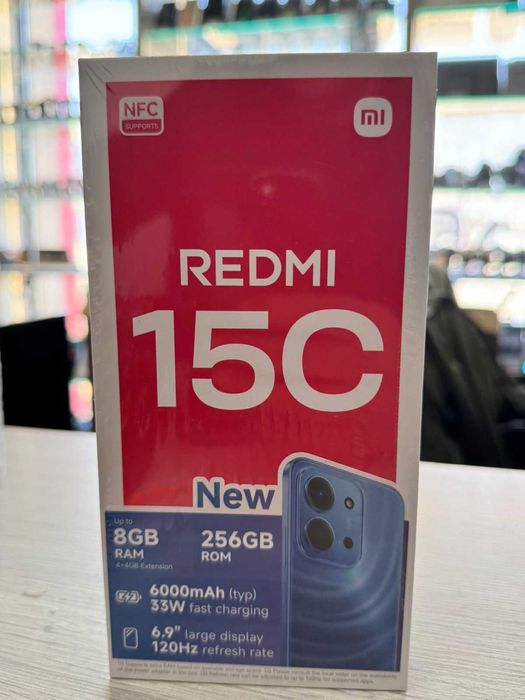 NFC
SUPPORTS
mi
REDMI
15C
New
Up to
8GB
RAM
4+4GB Extension
256GB
ROM
6000mAh (typ)
33W fast charging
6.9" large display
120Hz refresh rate